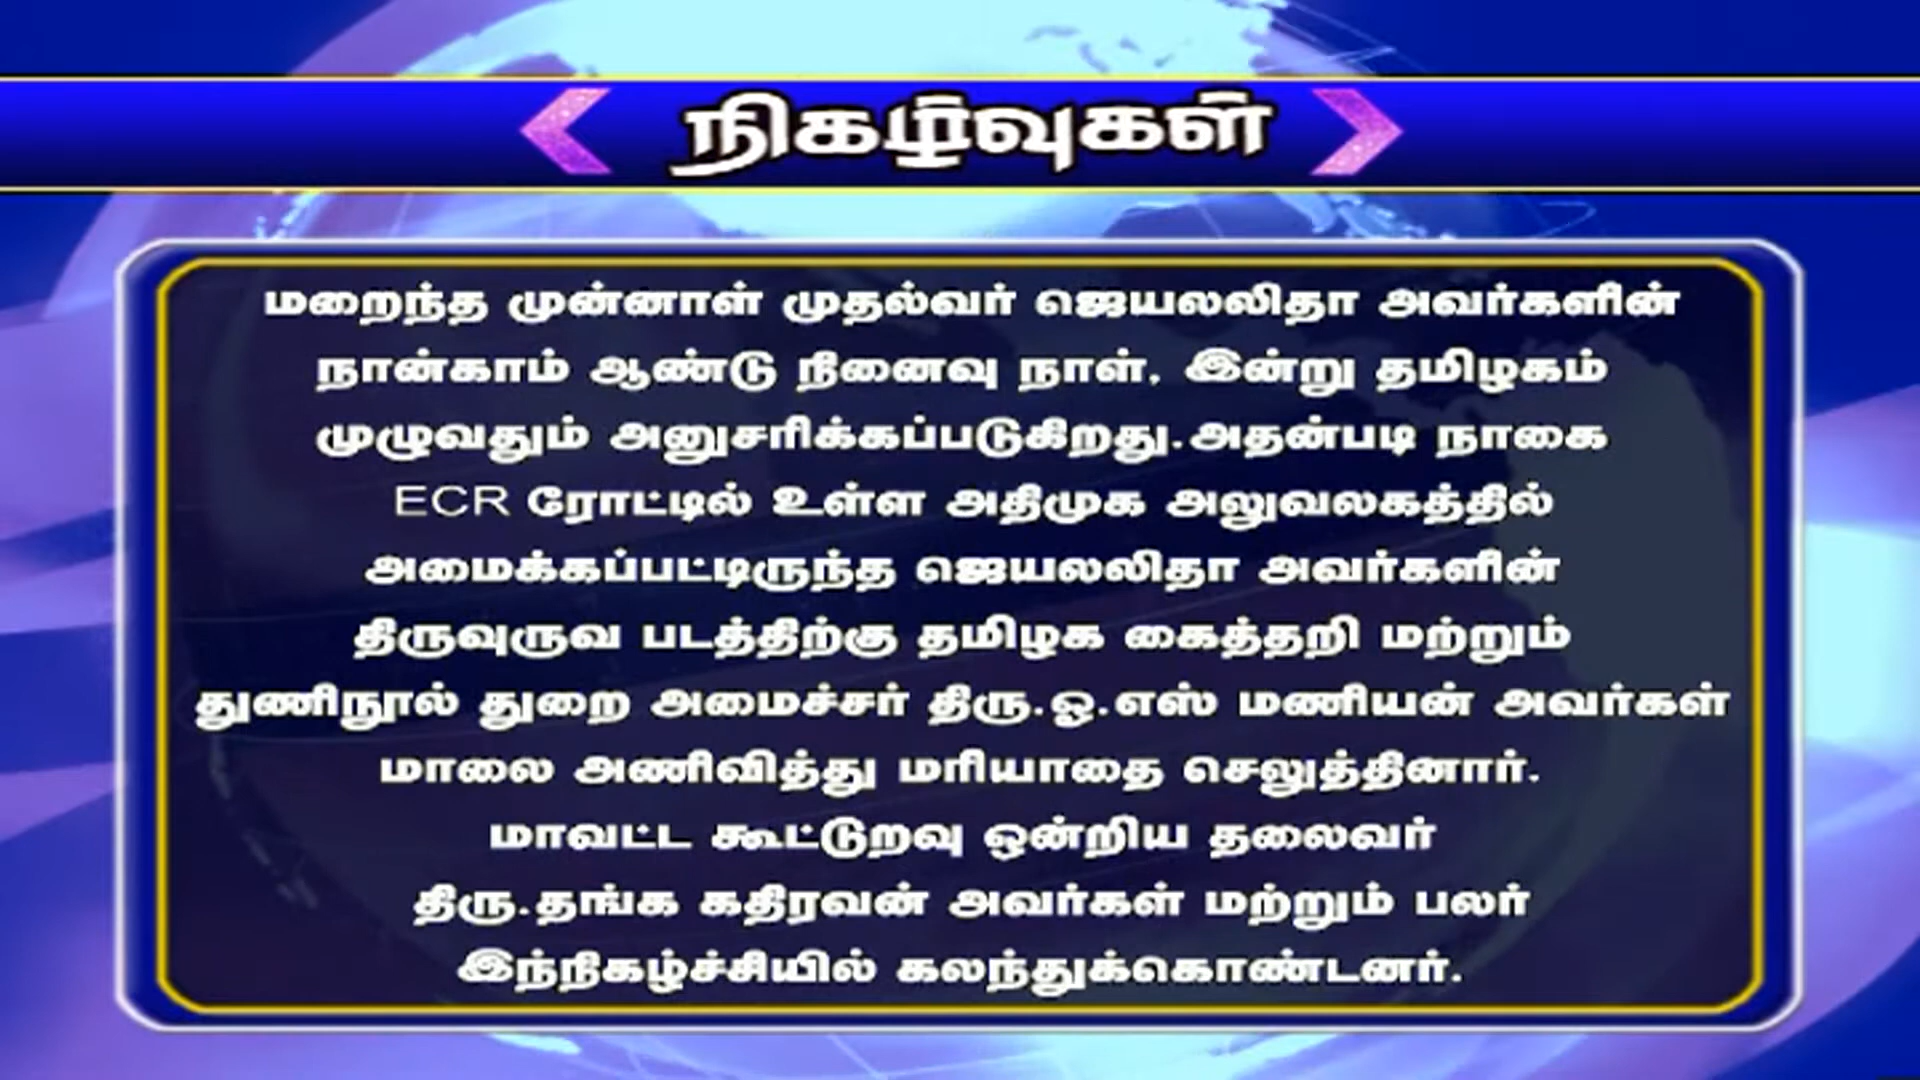 நிகழ்வுகள்
மறைந்த முன்னாள் முதல்வர் ஜெயலலிதா அவர்களின்
நான்காம் ஆண்டு நினைவு நாள், இன்று தமிழகம்
முழுவதும் அனுசரிக்கப்படுகிறது.அதன்படி நாகை
ECR ரோட்டில் உள்ள அதிமுக அலுவலகத்தில்
அமைக்கப்பட்டிருந்த ஜெயலலிதா அவர்களின்
திருவுருவ படத்திற்கு தமிழக கைத்தறி மற்றும்
துணிநூல் துறை அமைச்சர் திரு.ஓ.எஸ் மணியன் அவர்கள்
மாலை அணிவித்து மரியாதை செலுத்தினார்.
மாவட்ட கூட்டுறவு ஒன்றிய தலைவர்
திரு.தங்க கதிரவன் அவர்கள் மற்றும் பலர்
இந்நிகழ்ச்சியில் கலந்துக்கொண்டனர்.